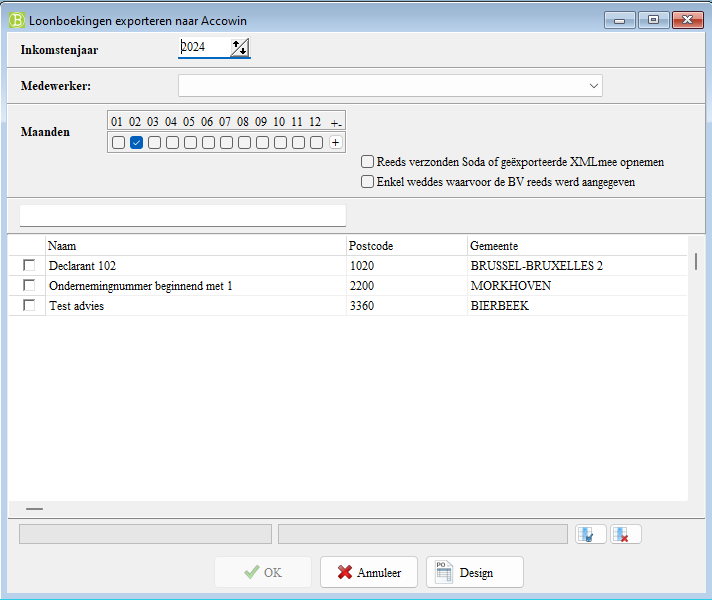 Loonboekingen exporteren naar Accowin
Inkomstenjaar 2024
Medewerker:
Maanden 01 02 03 04 05 06 07 08 09 10 11 12 +-
+
Reeds verzonden Soda of geëxporteerde XMLmee opnemen
Enkel weddes waarvoor de BV reeds werd aangegeven
Naam Postcode Gemeente
Declarant 102 1020 BRUSSEL-BRUXELLES 2
Ondernemingnummer beginnend met 1 2200 MORKHOVEN
Test advies 3360 BIERBEEK
OK Annuleer PO Design